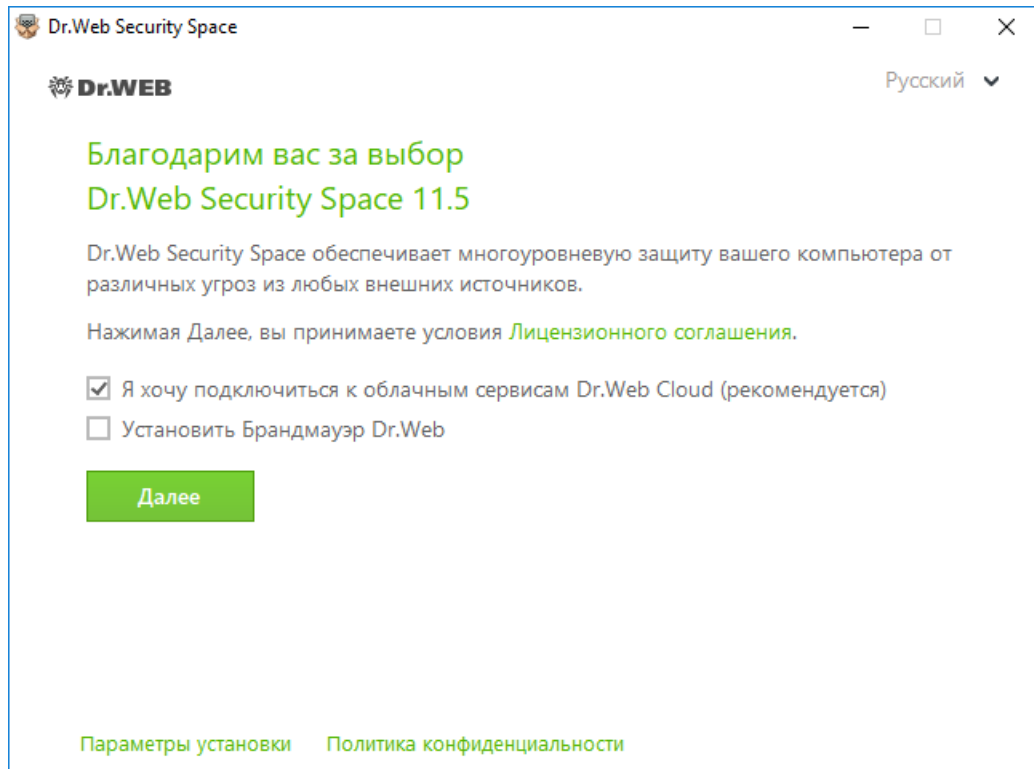 Dr.Web Security Space
Dr.WEB
Русский
Благодарим вас за выбор
Dr.Web Security Space 11.5
Dr.Web Security Space обеспечивает многоуровневую защиту вашего компьютера от
различных угроз из любых внешних источников.
Нажимая Далее, вы принимаете условия Лицензионного соглашения.
Я хочу подключиться к облачным сервисам Dr.Web Cloud (рекомендуется)
Установить Брандмауэр Dr.Web
Далее
Параметры установки Политика конфиденциальности